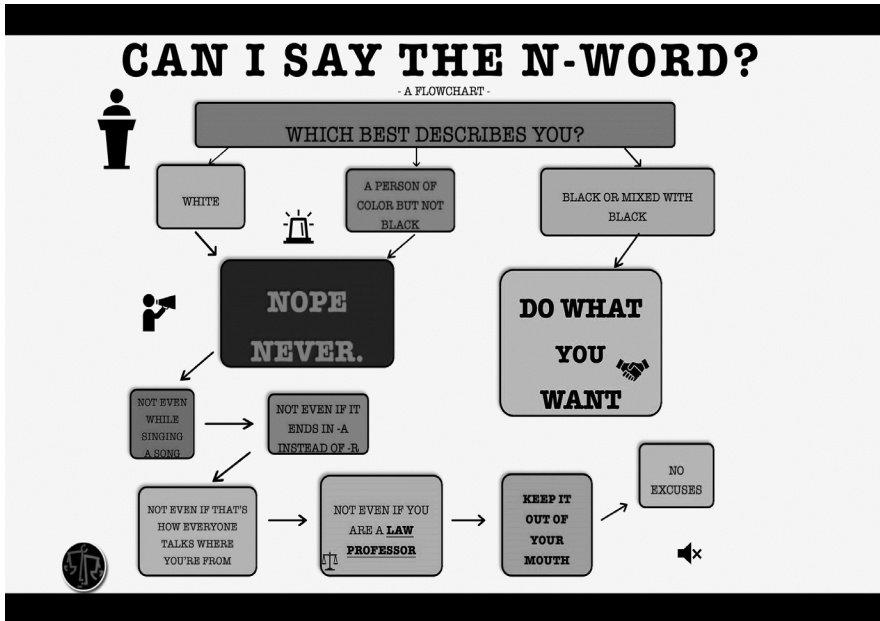 CAN I SAY THE N-WORD?
- A FLOWCHART -
WHICH BEST DESCRIBES YOU?
WHITE
A PERSON OF
COLOR BUT NOT
BLACK
BLACK OR MIXED WITH
BLACK
NOPE
NEVER.
DO WHAT
YOU
WANT
NOT EVEN
WHILE
SINGING
A SONG
NOT EVEN IF IT
ENDS IN -A
INSTEAD OF -R
NOT EVEN IF THAT'S
HOW EVERYONE
TALKS WHERE
YOU'RE FROM
NOT EVEN IF YOU
ARE A LAW
PROFESSOR
KEEP IT
OUT OF
YOUR
MOUTH
NO
EXCUSES